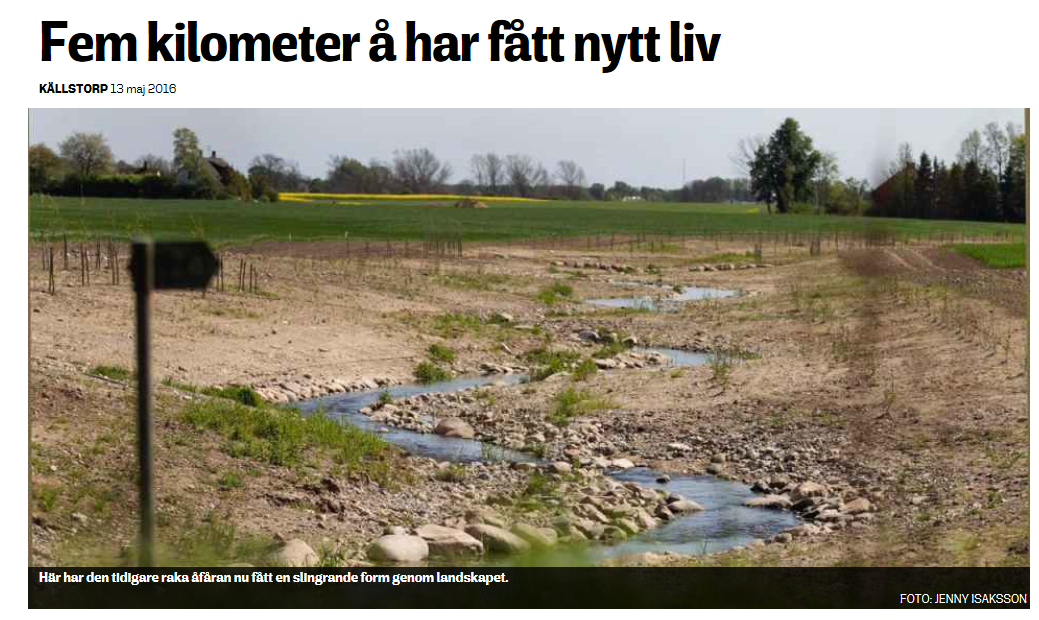 Fem kilometer å har fått nytt liv
KÄLLSTORP 13 maj 2016
Här har den tidigare raka åfåran nu fått en slingrande form genom landskapet.
FOTO: JENNY ISAKSSON